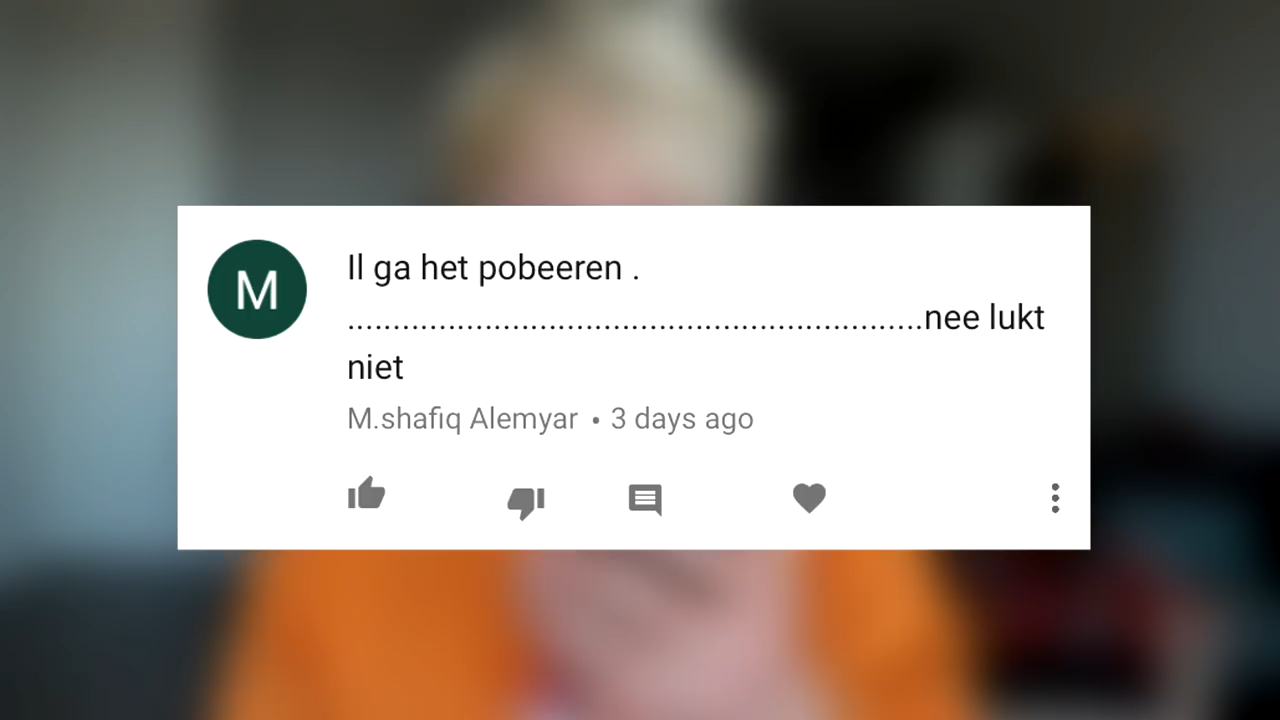 M
Il ga het pobeeren .
...............................................................nee lukt
niet
M.shafiq Alemyar • 3 days ago